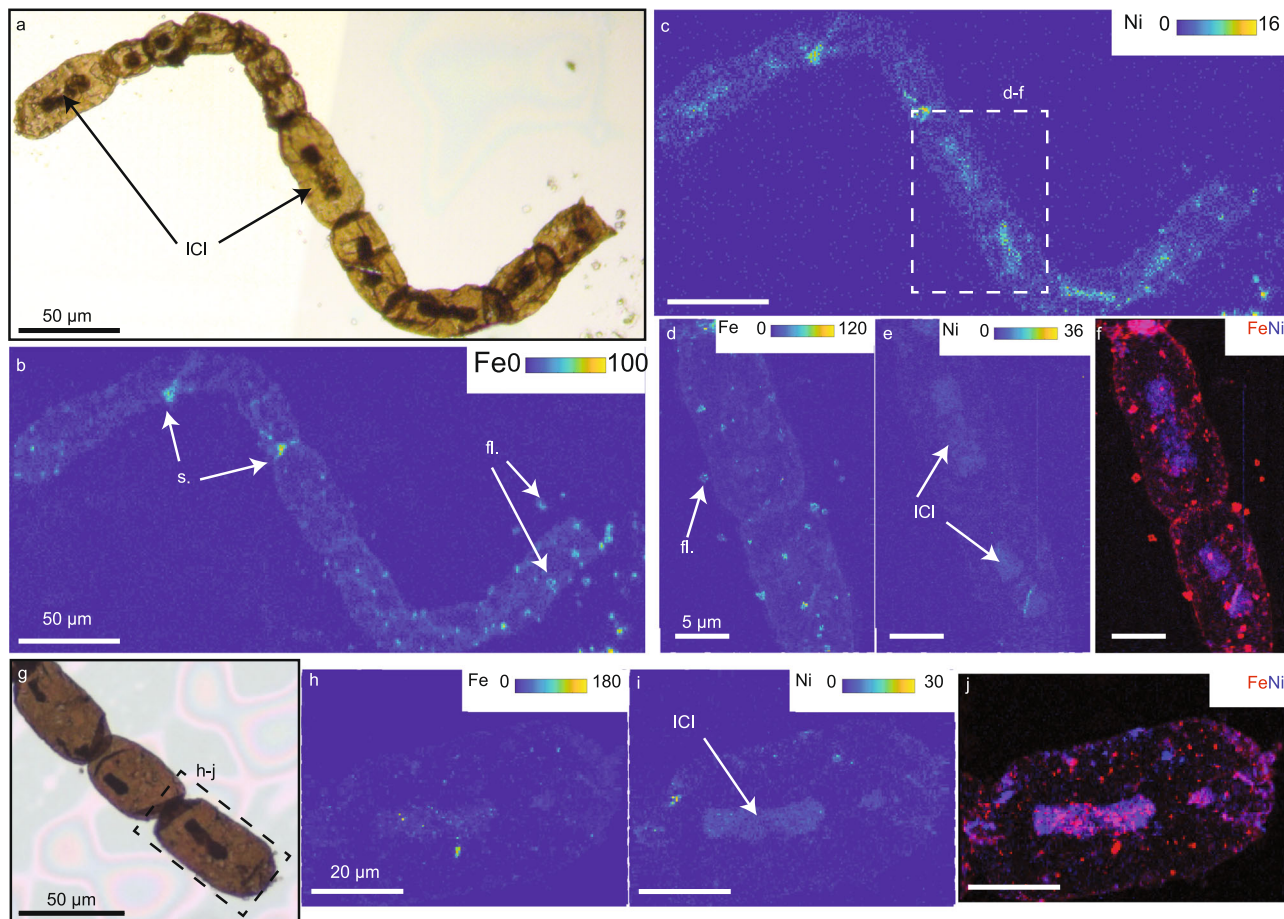 a
ICI
50 µm
b
Fe0 100
s.
fl.
50 µm
c
Ni 0 16
d-f
d
Fe 0 120
fl.
5 µm
e
Ni 0 36
ICI
f
FeNi
g
h-j
50 µm
h
Fe 0 180
20 µm
i
Ni 0 30
ICI
j
FeNi